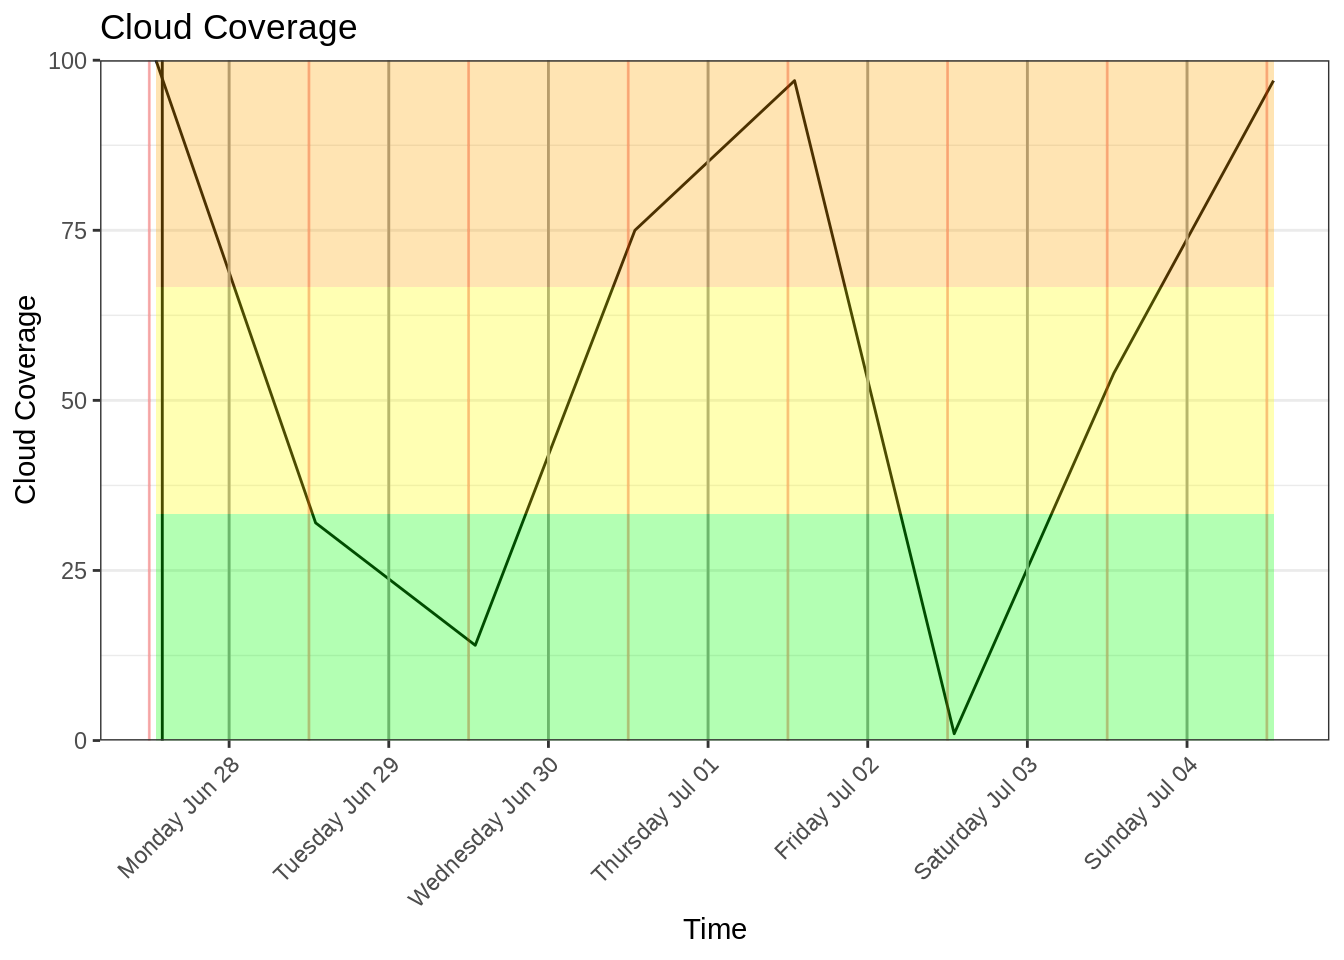 Cloud Coverage
100
75
50
25
0
Cloud Coverage
Monday Jun 28
Tuesday Jun 29
Wednesday Jun 30
Thursday Jul 01
Friday Jul 02
Saturday Jul 03
Sunday Jul 04
Time